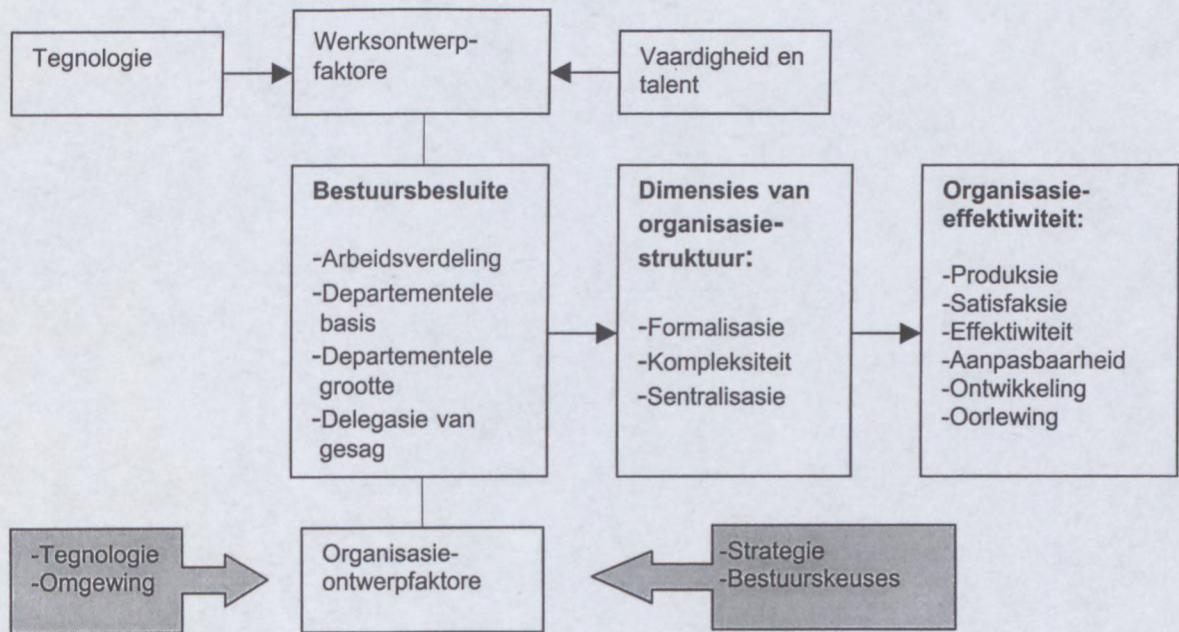 Tegnologie
Werksontwerp-
faktore
Vaardigheid en
talent
Bestuursbesluite
-Arbeidsverdeling
-Departementele
basis
-Departementele
grootte
-Delegasie van
gesag
Dimensies van
organisasie-
struktuur:
-Formalisasie
-Kompleksiteit
-Sentralisasie
Organisasie-
effektiwiteit:
-Produksie
-Satisfaksie
-Effektiwiteit
-Aanpasbaarheid
-Ontwikkeling
-Oorlewing
-Tegnologie
-Omgewing
Organisasie-
ontwerpfaktore
-Strategie
-Bestuurskeuses